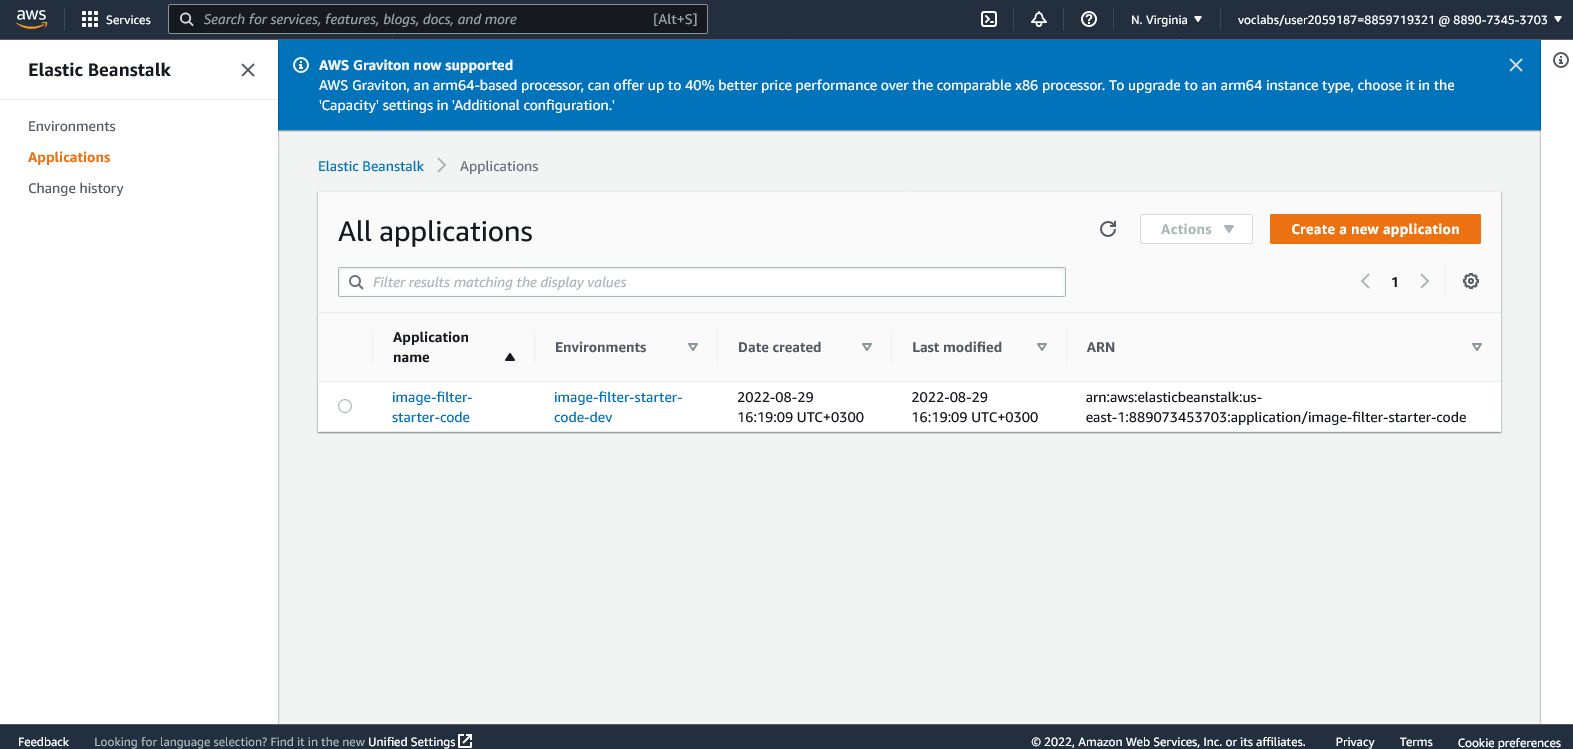 aws
Services
Search for services, features, blogs, docs, and more
[Alt+S]
N. Virginia
voclabs/user2059187=8859719321 @ 8890-7345-3703
Elastic Beanstalk
Environments
Applications
Change history
AWS Graviton now supported
AWS Graviton, an arm64-based processor, can offer up to 40% better price performance over the comparable x86 processor. To upgrade to an arm64 instance type, choose it in the
'Capacity' settings in 'Additional configuration.'
Elastic Beanstalk
Applications
All applications
Actions
Create a new application
Filter results matching the display values
1
Application
name
Environments
Date created
Last modified
ARN
image-filter-
starter-code
image-filter-starter-
code-dev
2022-08-29
16:19:09 UTC+0300
2022-08-29
16:19:09 UTC+0300
arn:aws:elasticbeanstalk:us-
east-1:889073453703:application/image-filter-starter-code
Feedback
Looking for language selection? Find it in the new Unified Settings
© 2022, Amazon Web Services, Inc. or its affiliates.
Privacy
Terms
Cookie preferences